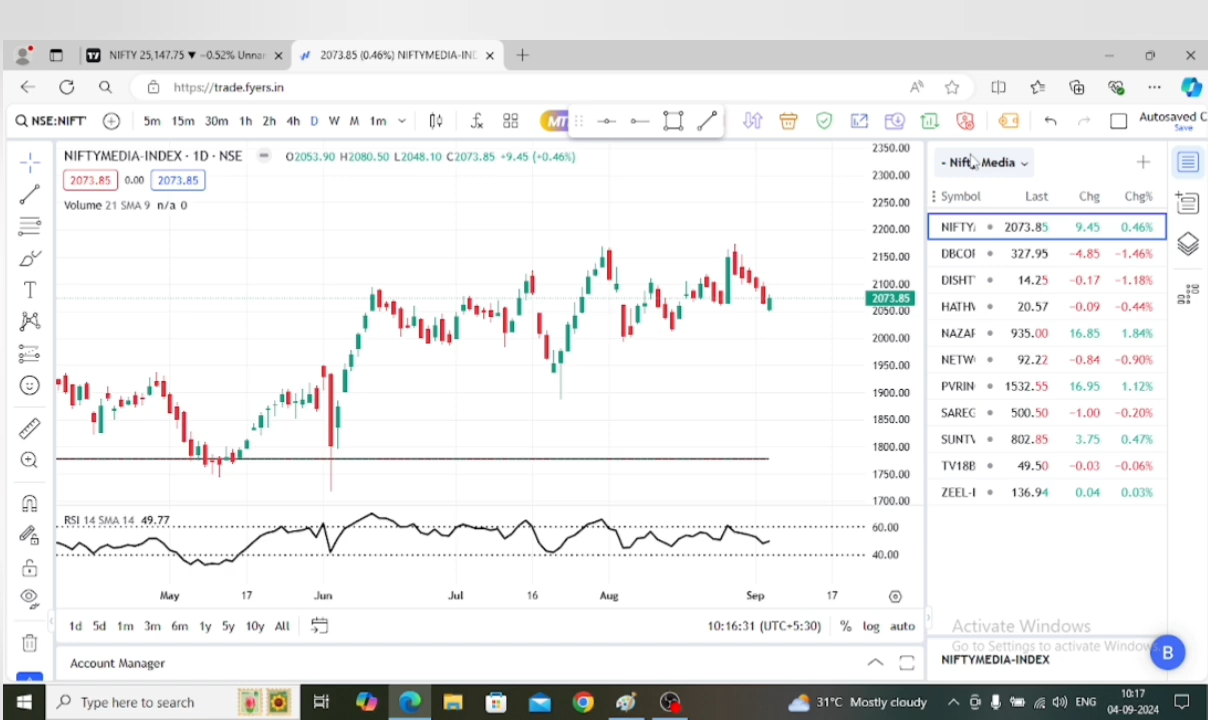 NIFTY 25,147.75 ▼ −0.52% Unnar
2073.85 (0.46%) NIFTYMEDIA-IND
https://trade.fyers.in
NSE:NIFT
5m 15m 30m 1h 2h 4h D W M 1m
Autosaved C
Save
NIFTYMEDIA-INDEX · 1D · NSE
O2053.90 H2080.50 L2048.10 C2073.85 +9.45 (+0.46%)
2073.85 0.00 2073.85
Volume 21 SMA 9 n/a 0
2350.00
2300.00
2250.00
2200.00
2150.00
2100.00
2073.85
2050.00
2000.00
1950.00
1900.00
1850.00
1800.00
1750.00
1700.00
RSI 14 SMA 14 49.77
60.00
40.00
May 17 Jun Jul 16 Aug Sep 17
1d 5d 1m 3m 6m 1y 5y 10y All
10:16:31 (UTC+5:30) % log auto
Account Manager
- Nifty Media
Symbol Last Chg Chg%
NIFTY 2073.85 9.45 0.46%
DBCOF 327.95 −4.85 −1.46%
DISHT 14.25 −0.17 −1.18%
HATHV 20.57 −0.09 −0.44%
NAZAF 935.00 16.85 1.84%
NETW 92.22 −0.84 −0.90%
PVRIN 1532.55 16.95 1.12%
SAREG 500.50 −1.00 −0.20%
SUNTV 802.85 3.75 0.47%
TV18B 49.50 −0.03 −0.06%
ZEEL-I 136.94 0.04 0.03%
Activate Windows
Go to Settings to activate Windows
NIFTYMEDIA-INDEX
B
Type here to search
31°C Mostly cloudy
ENG
10:17
04-09-2024